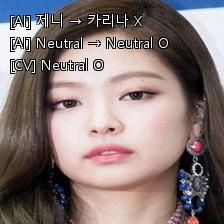 [AI] 제니 → 카리나 X
[AI] Neutral → Neutral O
[CV] Neutral O